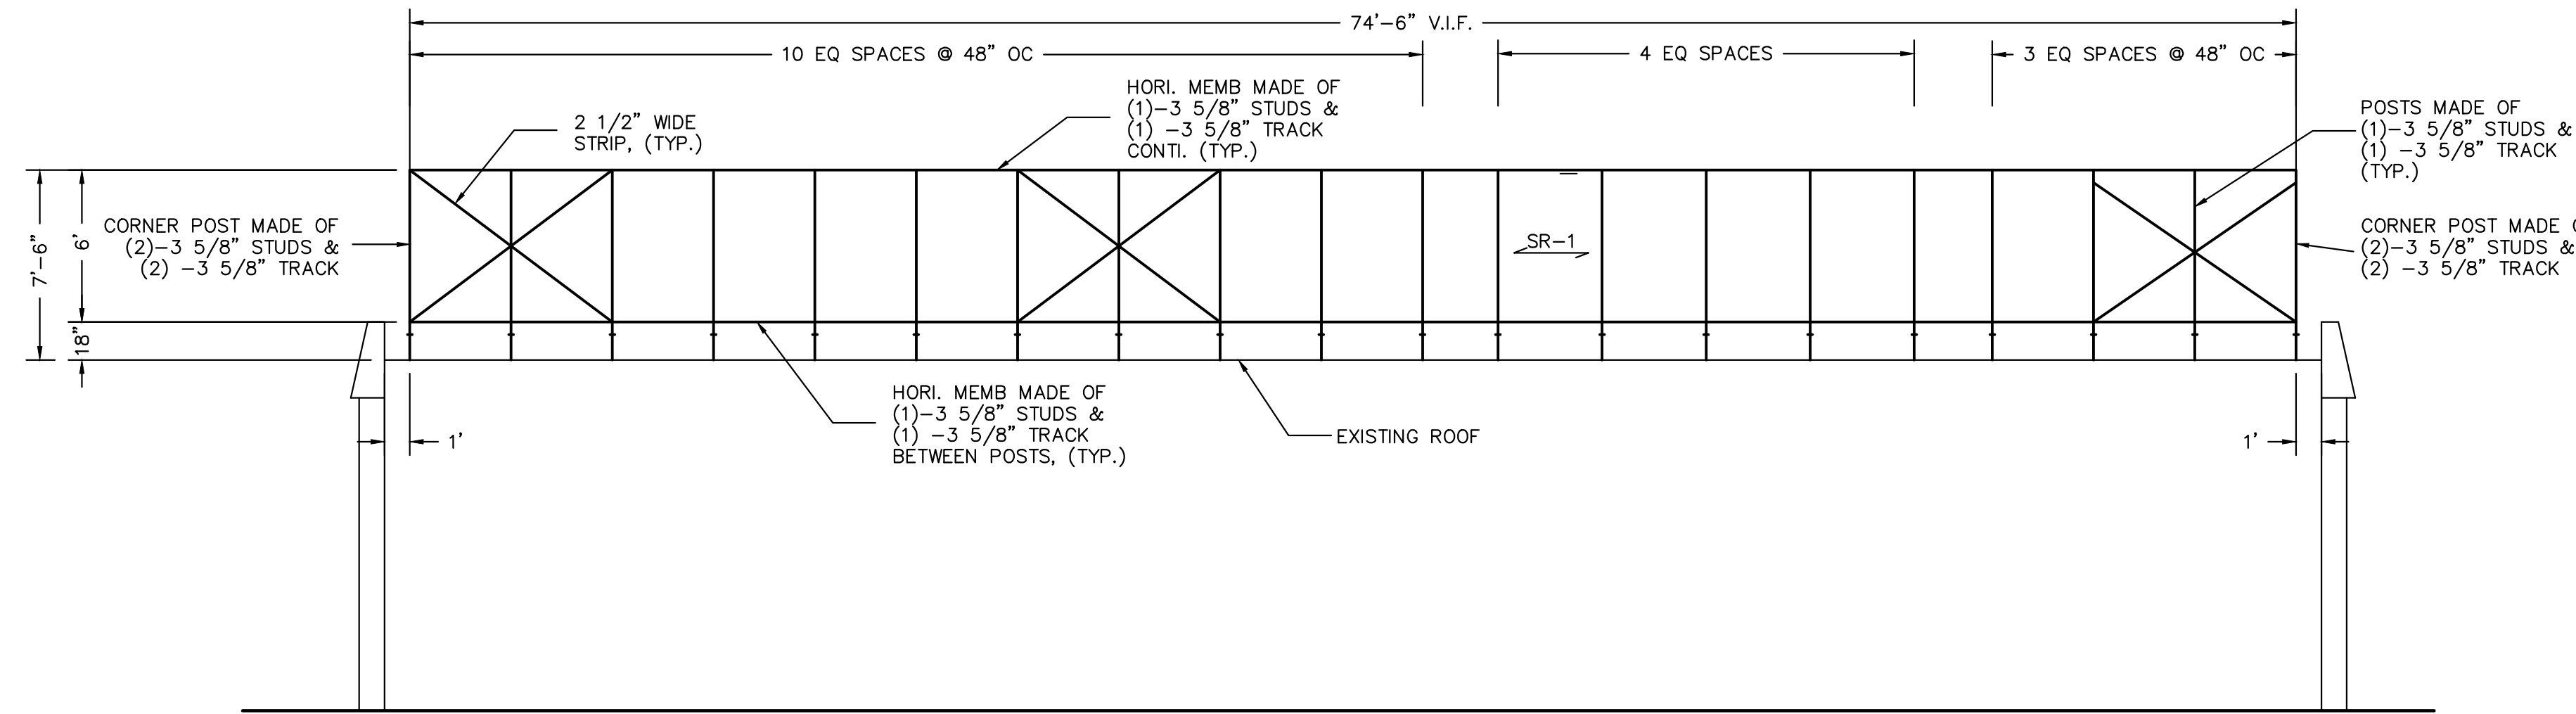 74'-6" V.I.F.
10 EQ SPACES @ 48" OC
4 EQ SPACES
3 EQ SPACES @ 48" OC
2 1/2" WIDE
STRIP, (TYP.)
HORI. MEMB MADE OF
(1)-3 5/8" STUDS &
(1) -3 5/8" TRACK
CONTI. (TYP.)
POSTS MADE OF
(1)-3 5/8" STUDS &
(1) -3 5/8" TRACK
(TYP.)
CORNER POST MADE OF
(2)-3 5/8" STUDS &
(2) -3 5/8" TRACK
7'-6"
6'
18"
SR-1
CORNER POST MADE
(2)-3 5/8" STUDS &
(2) -3 5/8" TRACK
HORI. MEMB MADE OF
(1)-3 5/8" STUDS &
(1) -3 5/8" TRACK
BETWEEN POSTS, (TYP.)
EXISTING ROOF
1'
1'